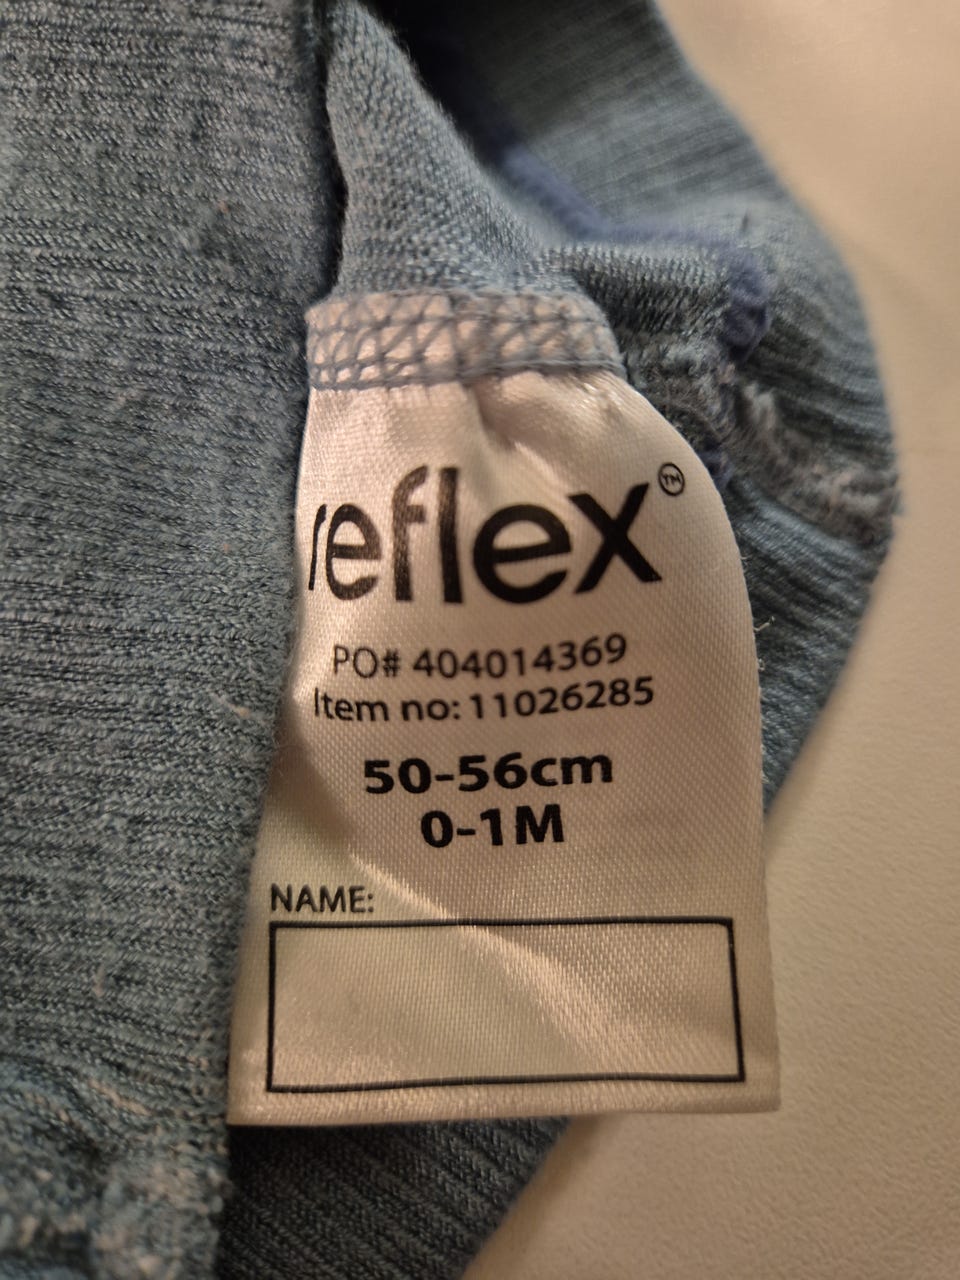 reflex™
PO# 404014369
Item no: 11026285
50-56cm
0-1M
NAME: